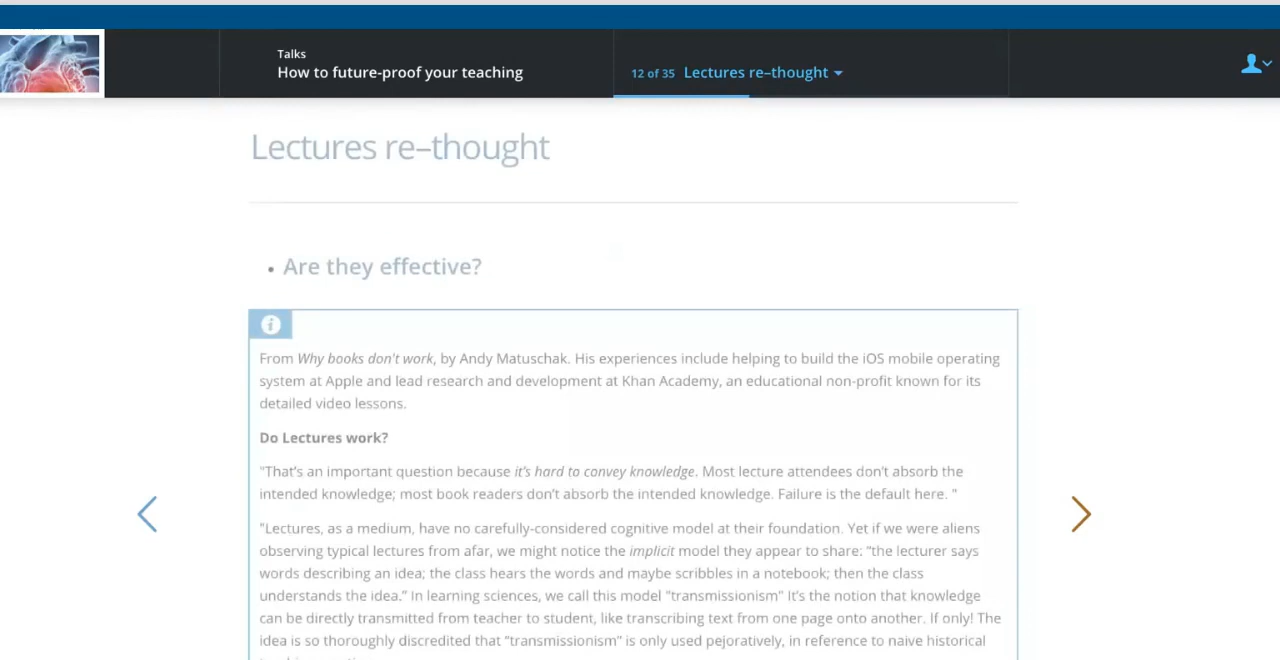 Talks
How to future-proof your teaching
12 of 35 Lectures re–thought
Lectures re–thought
• Are they effective?
From Why books don't work, by Andy Matuschak. His experiences include helping to build the iOS mobile operating
system at Apple and lead research and development at Khan Academy, an educational non-profit known for its
detailed video lessons.
Do Lectures work?
"That's an important question because it's hard to convey knowledge. Most lecture attendees don't absorb the
intended knowledge; most book readers don't absorb the intended knowledge. Failure is the default here. "
"Lectures, as a medium, have no carefully-considered cognitive model at their foundation. Yet if we were aliens
observing typical lectures from afar, we might notice the implicit model they appear to share: "the lecturer says
words describing an idea; the class hears the words and maybe scribbles in a notebook; then the class
understands the idea." In learning sciences, we call this model "transmissionism" It's the notion that knowledge
can be directly transmitted from teacher to student, like transcribing text from one page onto another. If only! The
idea is so thoroughly discredited that "transmissionism" is only used pejoratively, in reference to naive historical